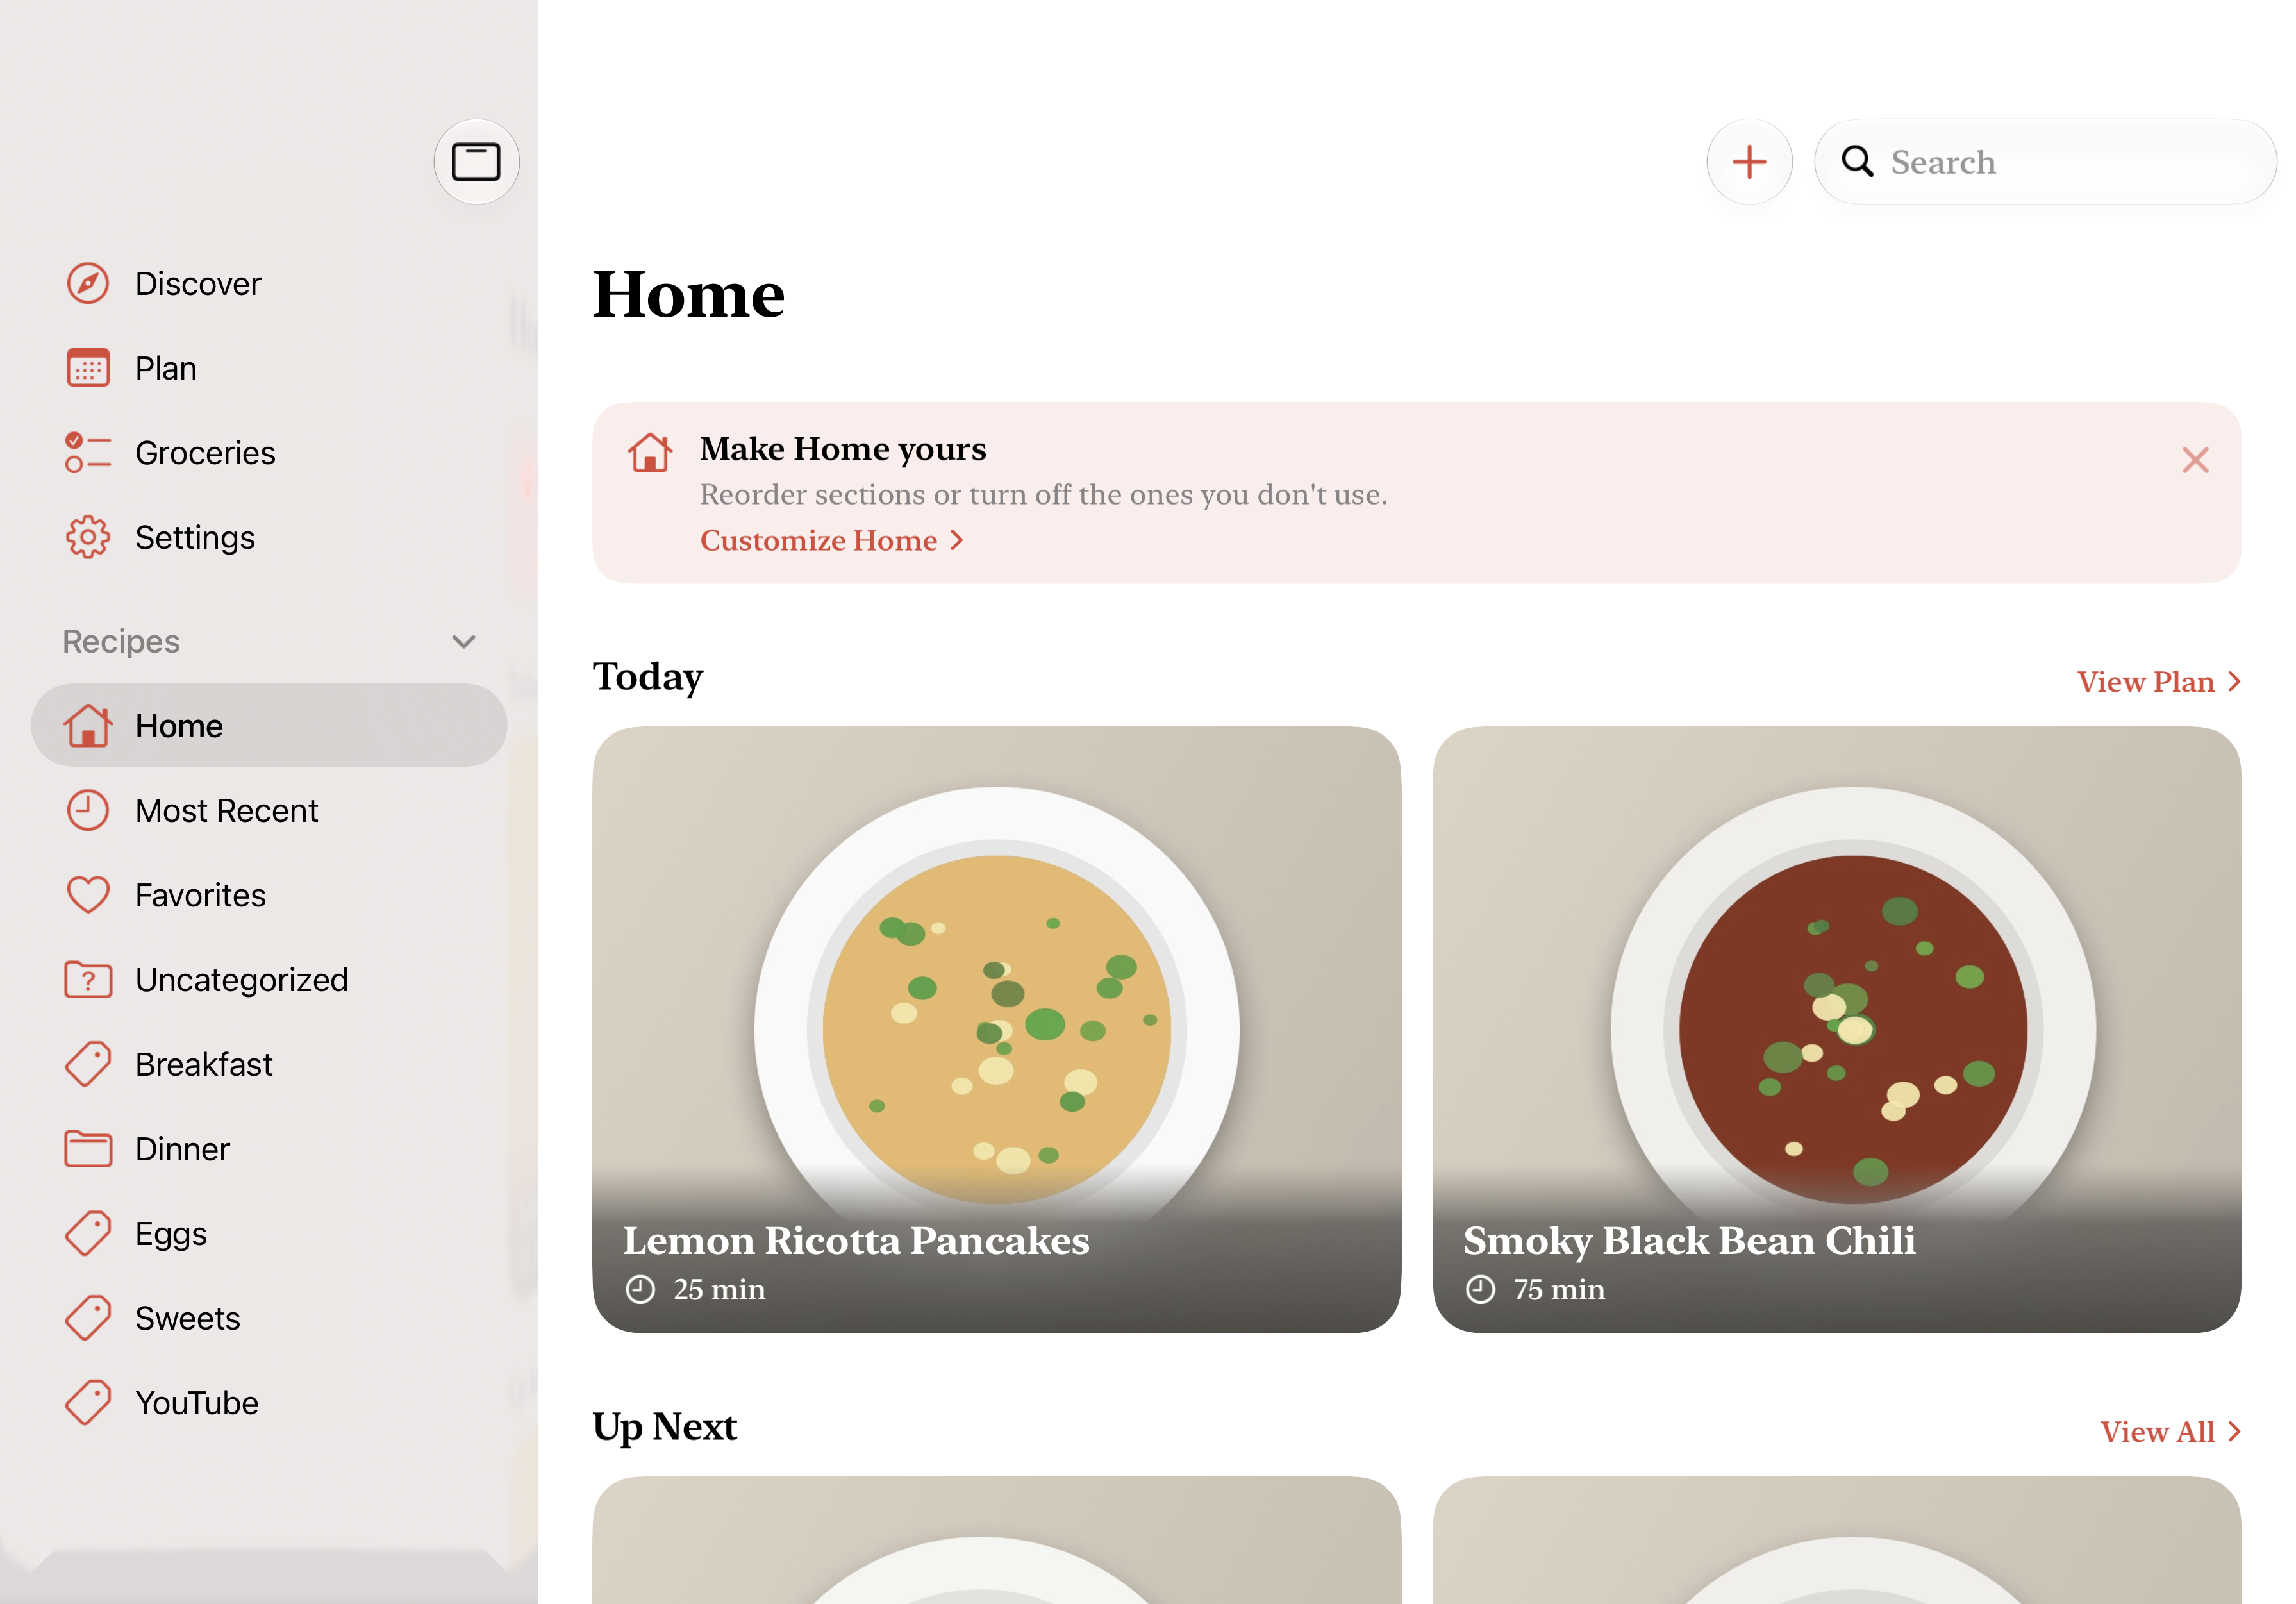 Discover
Plan
Groceries
Settings
Recipes
Home
Most Recent
Favorites
Uncategorized
Breakfast
Dinner
Eggs
Sweets
YouTube
Search
Home
Make Home yours
Reorder sections or turn off the ones you don't use.
Customize Home
Today
View Plan
Lemon Ricotta Pancakes
25 min
Smoky Black Bean Chili
75 min
Up Next
View All